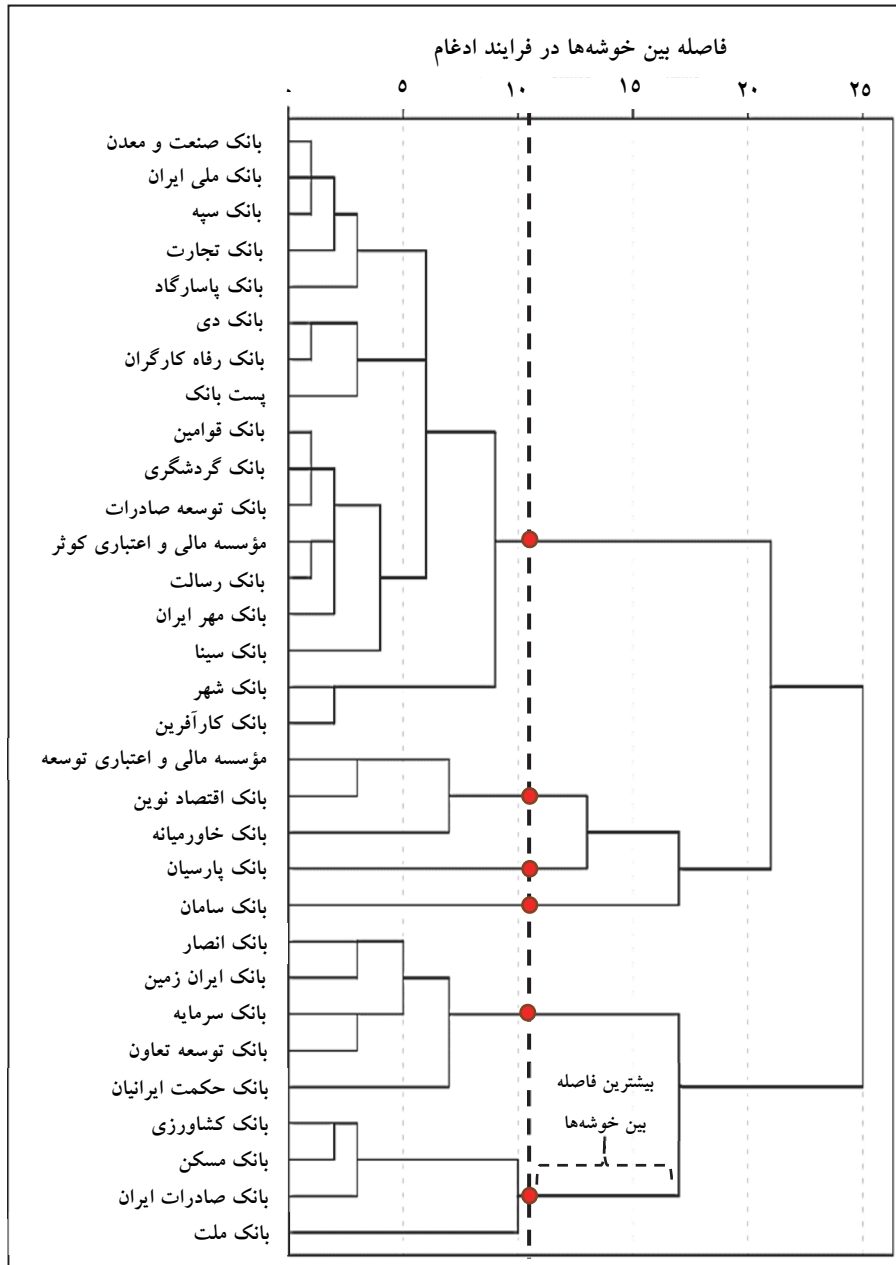 فاصله بین خوشه‌ها در فرایند ادغام
۰ ۵ ۱۰ ۱۵ ۲۰ ۲۵
بانک صنعت و معدن
بانک ملی ایران
بانک سپه
بانک تجارت
بانک پاسارگاد
بانک دی
بانک رفاه کارگران
پست بانک
بانک قوامین
بانک گردشگری
بانک توسعه صادرات
مؤسسه مالی و اعتباری کوثر
بانک رسالت
بانک مهر ایران
بانک سینا
بانک شهر
بانک کارآفرین
مؤسسه مالی و اعتباری توسعه
بانک اقتصاد نوین
بانک خاورمیانه
بانک پارسیان
بانک سامان
بانک انصار
بانک ایران زمین
بانک سرمایه
بانک توسعه تعاون
بانک حکمت ایرانیان
بانک کشاورزی
بانک مسکن
بانک صادرات ایران
بانک ملت
بیشترین فاصله
بین خوشه‌ها